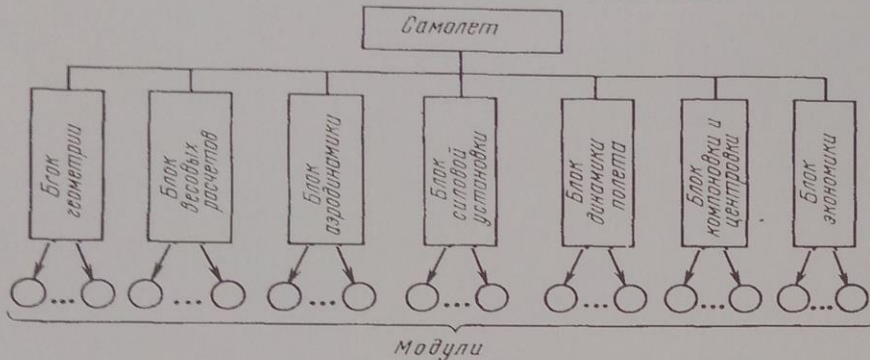 Самолет
Блок
геометрии
Блок
весовых
расчетов
Блок
аэродинамики
Блок
силовой
установки
Блок
динамики
полета
Блок
компоновки и
центровки
Блок
экономики
... ... ... ... ... ... ...
Модули